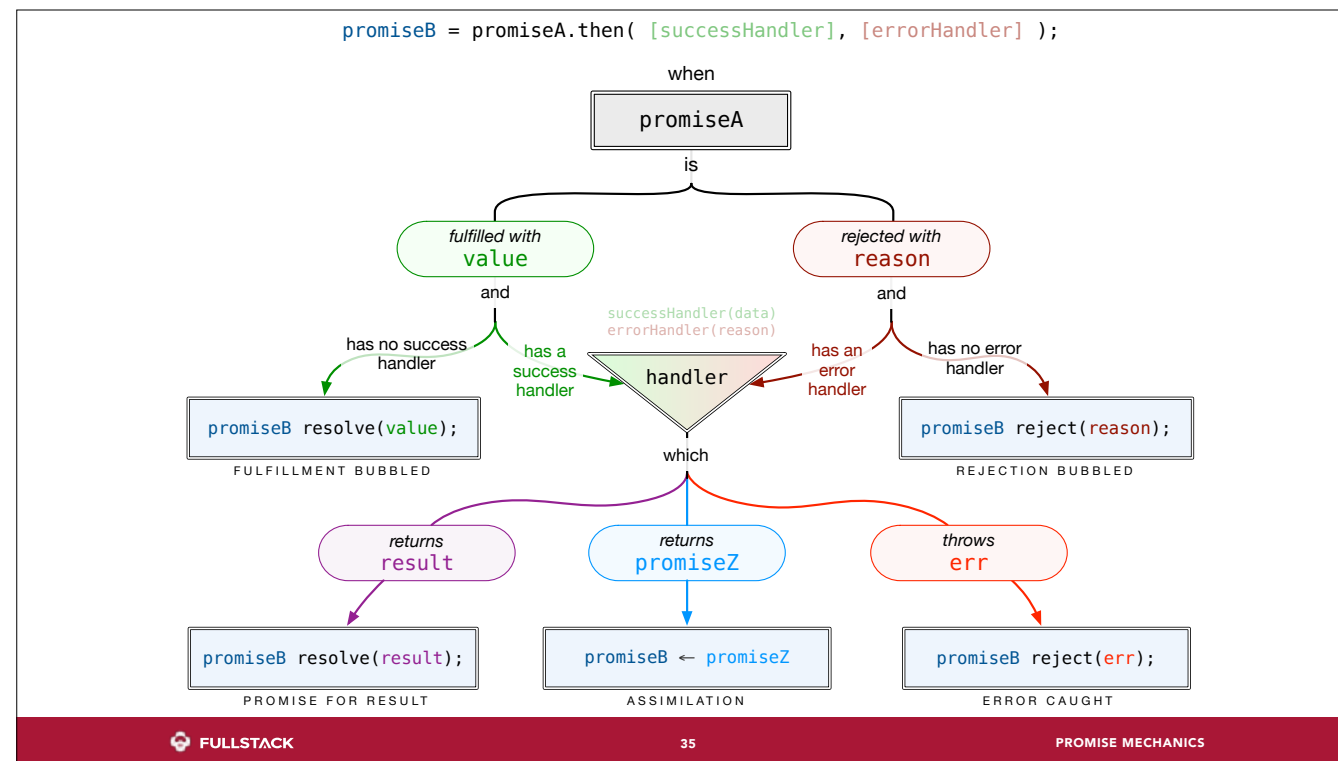 promiseB = promiseA.then( [successHandler], [errorHandler] );
when
promiseA
is
fulfilled with
value
rejected with
reason
and
and
successHandler(data)
errorHandler(reason)
has no success
handler
has a
success
handler
handler
has an
error
handler
has no error
handler
promiseB resolve(value);
FULFILLMENT BUBBLED
promiseB reject(reason);
REJECTION BUBBLED
which
returns
result
returns
promiseZ
throws
err
promiseB resolve(result);
PROMISE FOR RESULT
promiseB ← promiseZ
ASSIMILATION
promiseB reject(err);
ERROR CAUGHT
FULLSTACK
35
PROMISE MECHANICS